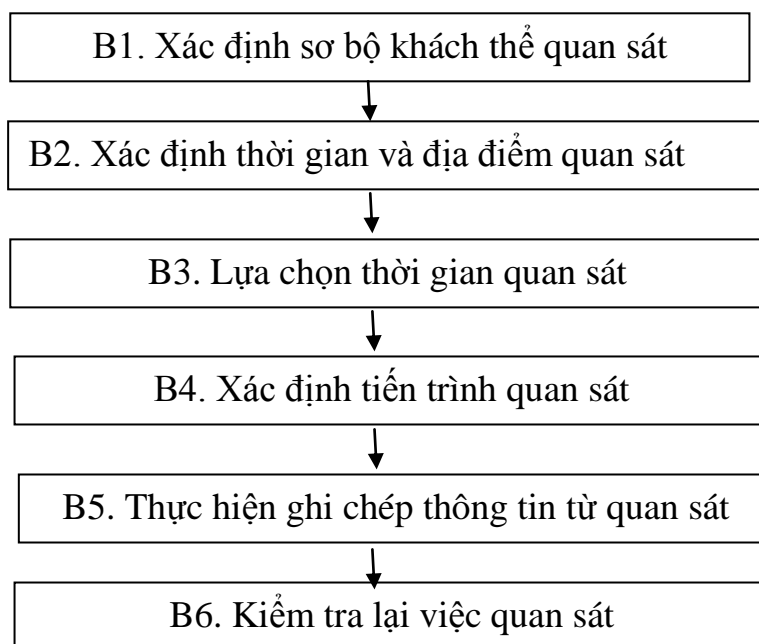 B1. Xác định sơ bộ khách thể quan sát
B2. Xác định thời gian và địa điểm quan sát
B3. Lựa chọn thời gian quan sát
B4. Xác định tiến trình quan sát
B5. Thực hiện ghi chép thông tin từ quan sát
B6. Kiểm tra lại việc quan sát